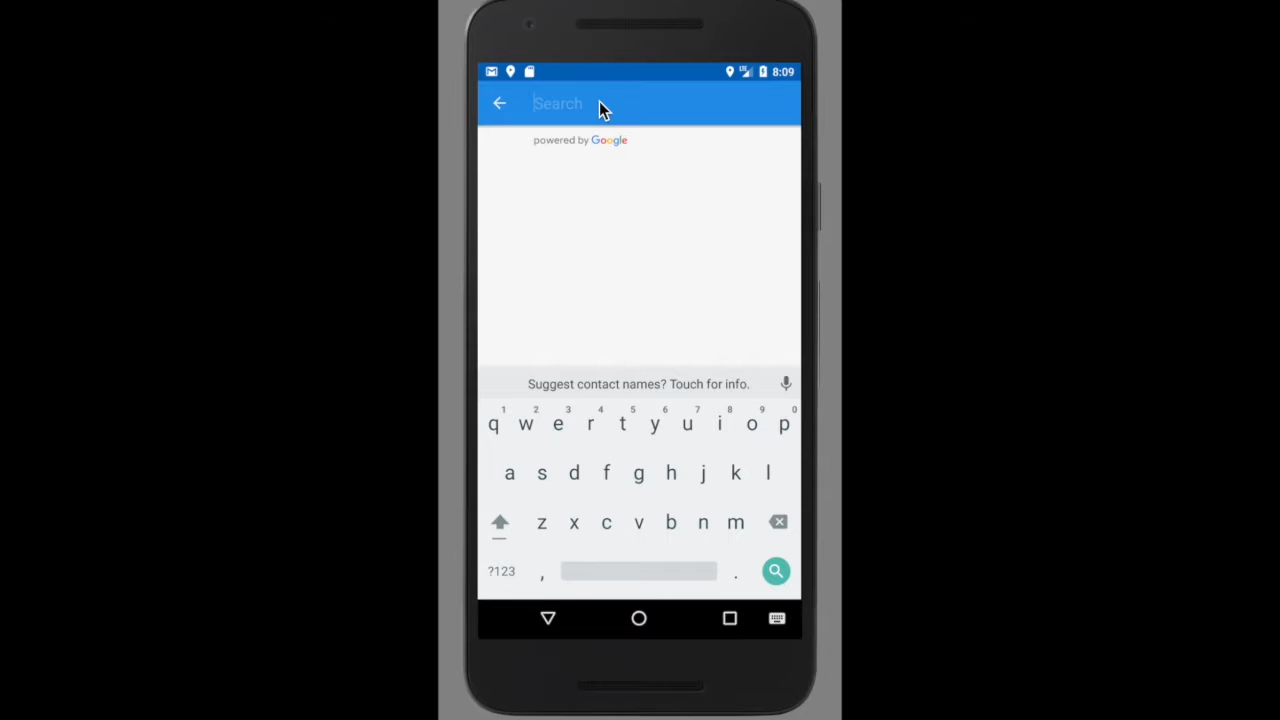 8:09
Search
powered by Google
Suggest contact names? Touch for info.
1 2 3 4 5 6 7 8 9 0
q w e r t y u i o p
a s d f g h j k l
z x c v b n m
?123 , .